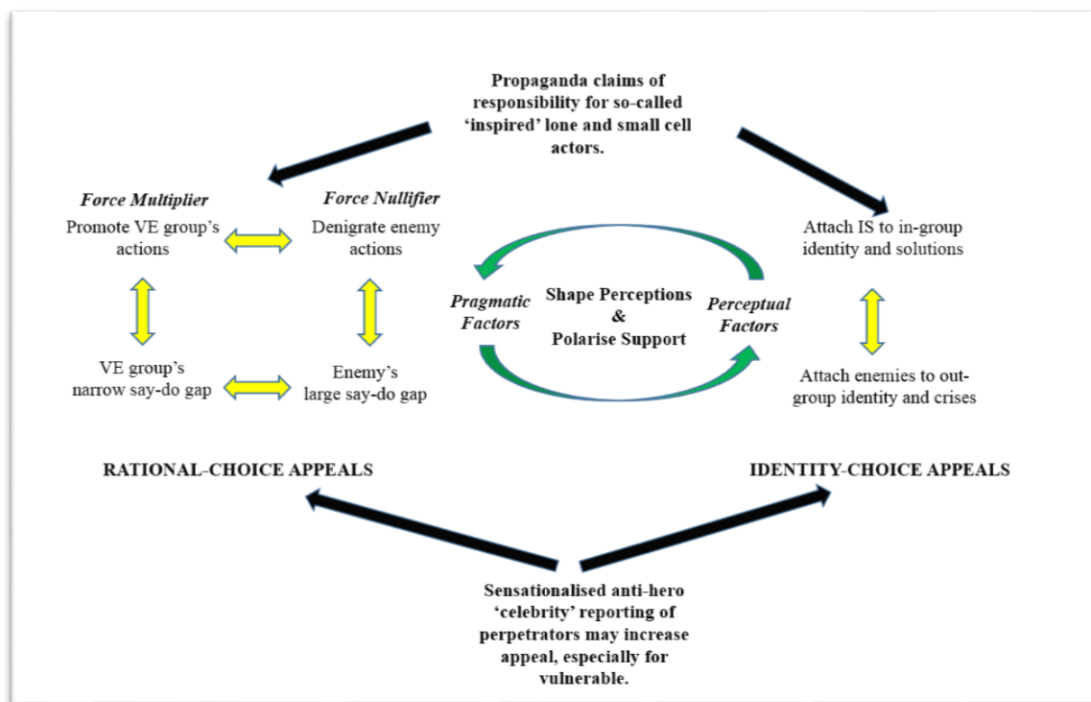 Propaganda claims of
responsibility for so-called
‘inspired’ lone and small cell
actors.
Force Multiplier
Promote VE group’s
actions
Force Nullifier
Denigrate enemy
actions
VE group’s
narrow say-do gap
Enemy’s
large say-do gap
Pragmatic
Factors
Shape Perceptions
&
Polarise Support
Perceptual
Factors
Attach IS to in-group
identity and solutions
Attach enemies to out-
group identity and crises
RATIONAL-CHOICE APPEALS
IDENTITY-CHOICE APPEALS
Sensationalised anti-hero
‘celebrity’ reporting of
perpetrators may increase
appeal, especially for
vulnerable.